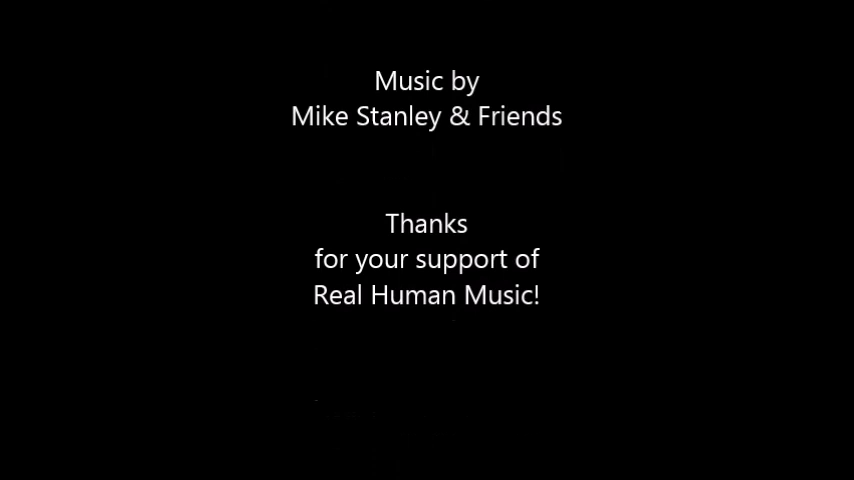 Music by
Mike Stanley & Friends
Thanks
for your support of
Real Human Music!